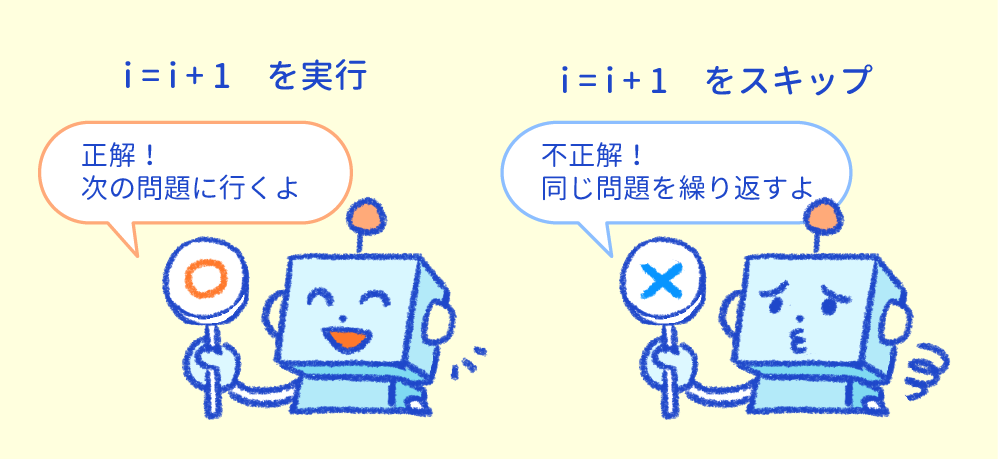 i = i + 1　を実行
正解！
次の問題に行くよ
i = i + 1　をスキップ
不正解！
同じ問題を繰り返すよ